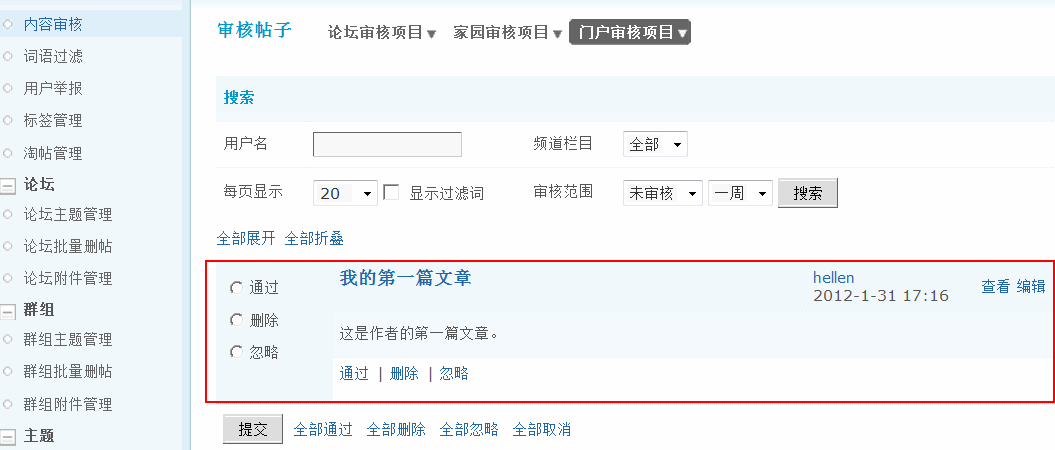 内容审核
词语过滤
用户举报
标签管理
淘帖管理
论坛
论坛主题管理
论坛批量删帖
论坛附件管理
群组
群组主题管理
群组批量删帖
群组附件管理
主题
审核帖子 论坛审核项目▼ 家园审核项目▼ 门户审核项目▼
搜索
用户名 频道栏目 全部
每页显示 20 显示过滤词 审核范围 未审核 一周 搜索
全部展开 全部折叠
通过 我的第一篇文章 hellen 查看 编辑
2012-1-31 17:16
删除 这是作者的第一篇文章。
忽略
通过 | 删除 | 忽略
提交 全部通过 全部删除 全部忽略 全部取消